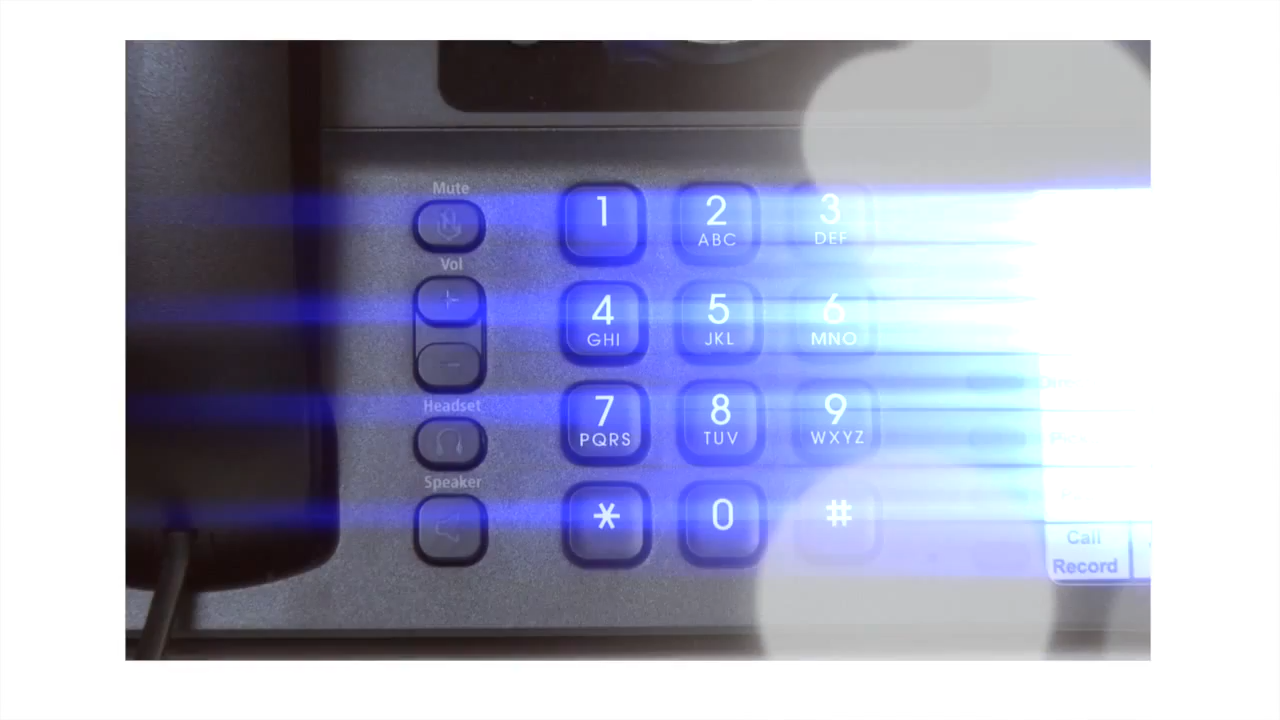 Mute
1
2
ABC
3
DEF
Vol
+
-
4
GHI
5
JKL
6
MNO
Headset
7
PQRS
8
TUV
9
WXYZ
Speaker
*
0
#
Call
Record